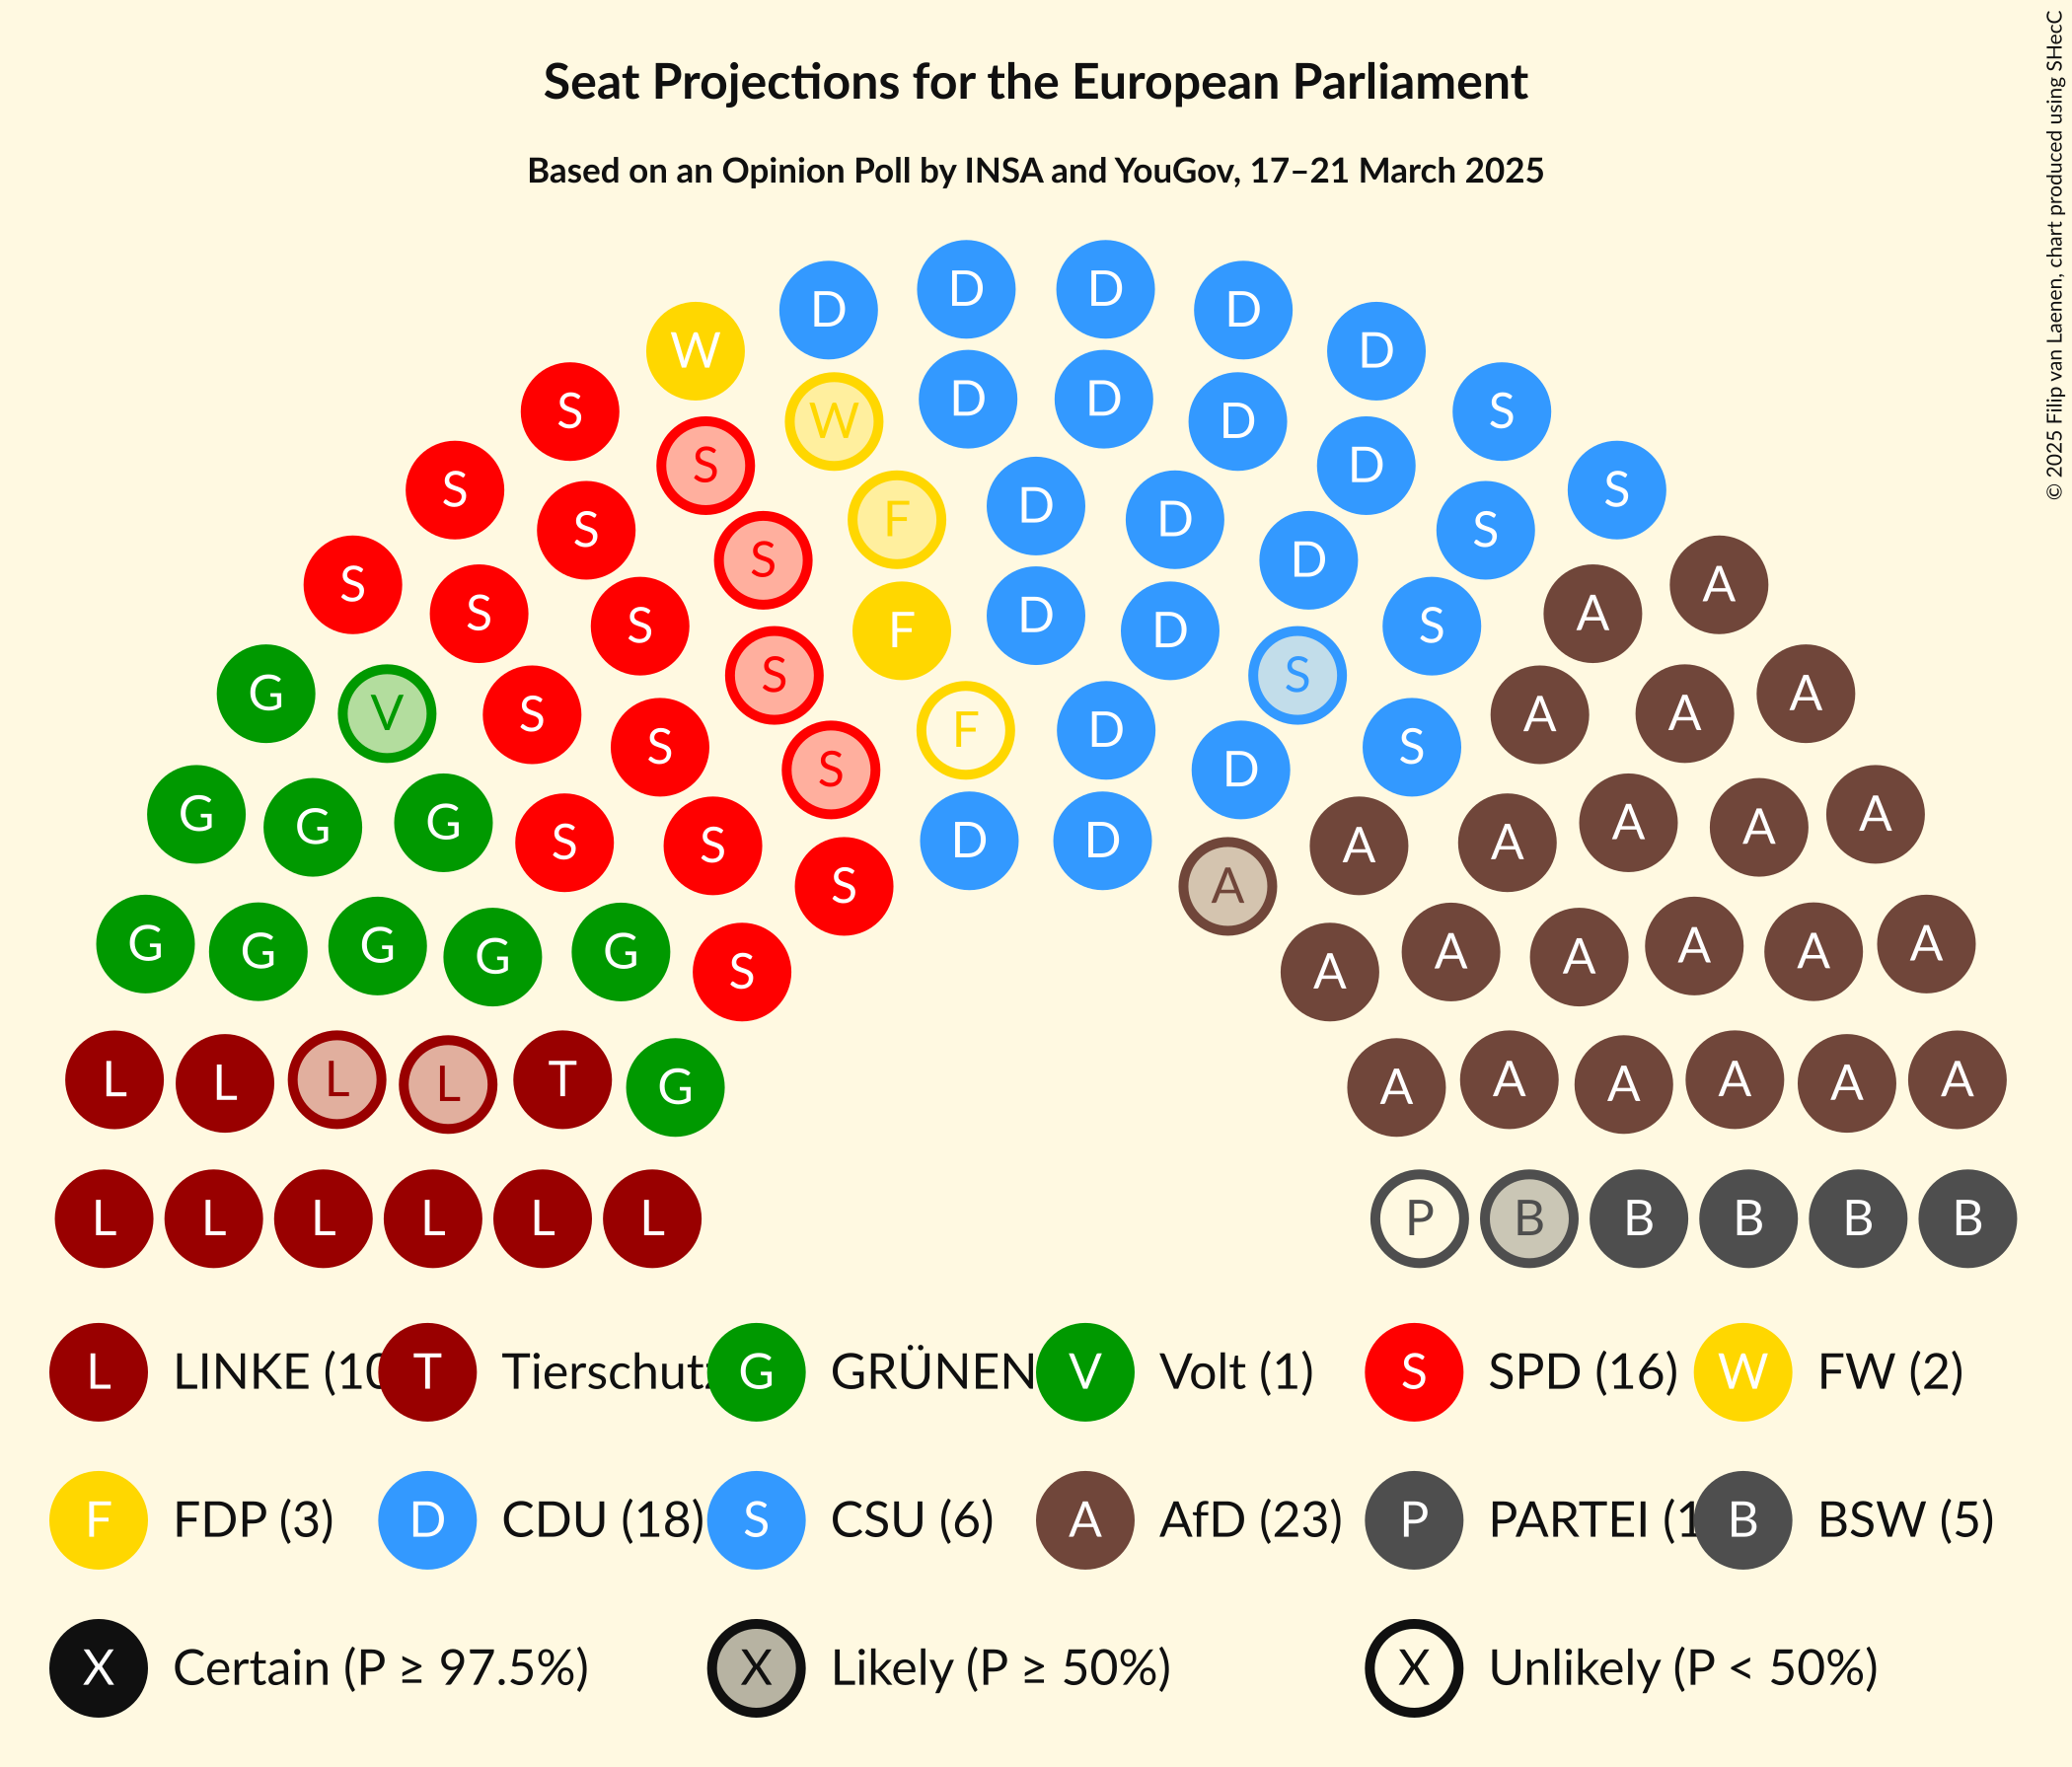 Seat Projections for the European Parliament
Based on an Opinion Poll by INSA and YouGov, 17–21 March 2025
© 2025 Filip van Laenen, chart produced using SHecC
D D D D
W D D
S W D D D S
S S F D D D S
S S S D S
S S S F D D S A A
G V S S S F D D S A A A
G G G S S S D D A A A A A
G G G G G S S A A A A A A A
L L L L T G A A A A A A
L L L L L L P B B B B B
L LINKE (10 T Tierschutz G GRÜNEN V Volt (1) S SPD (16) W FW (2)
F FDP (3) D CDU (18) S CSU (6) A AfD (23) P PARTEI (1 B BSW (5)
X Certain (P ≥ 97.5%) X Likely (P ≥ 50%) X Unlikely (P < 50%)